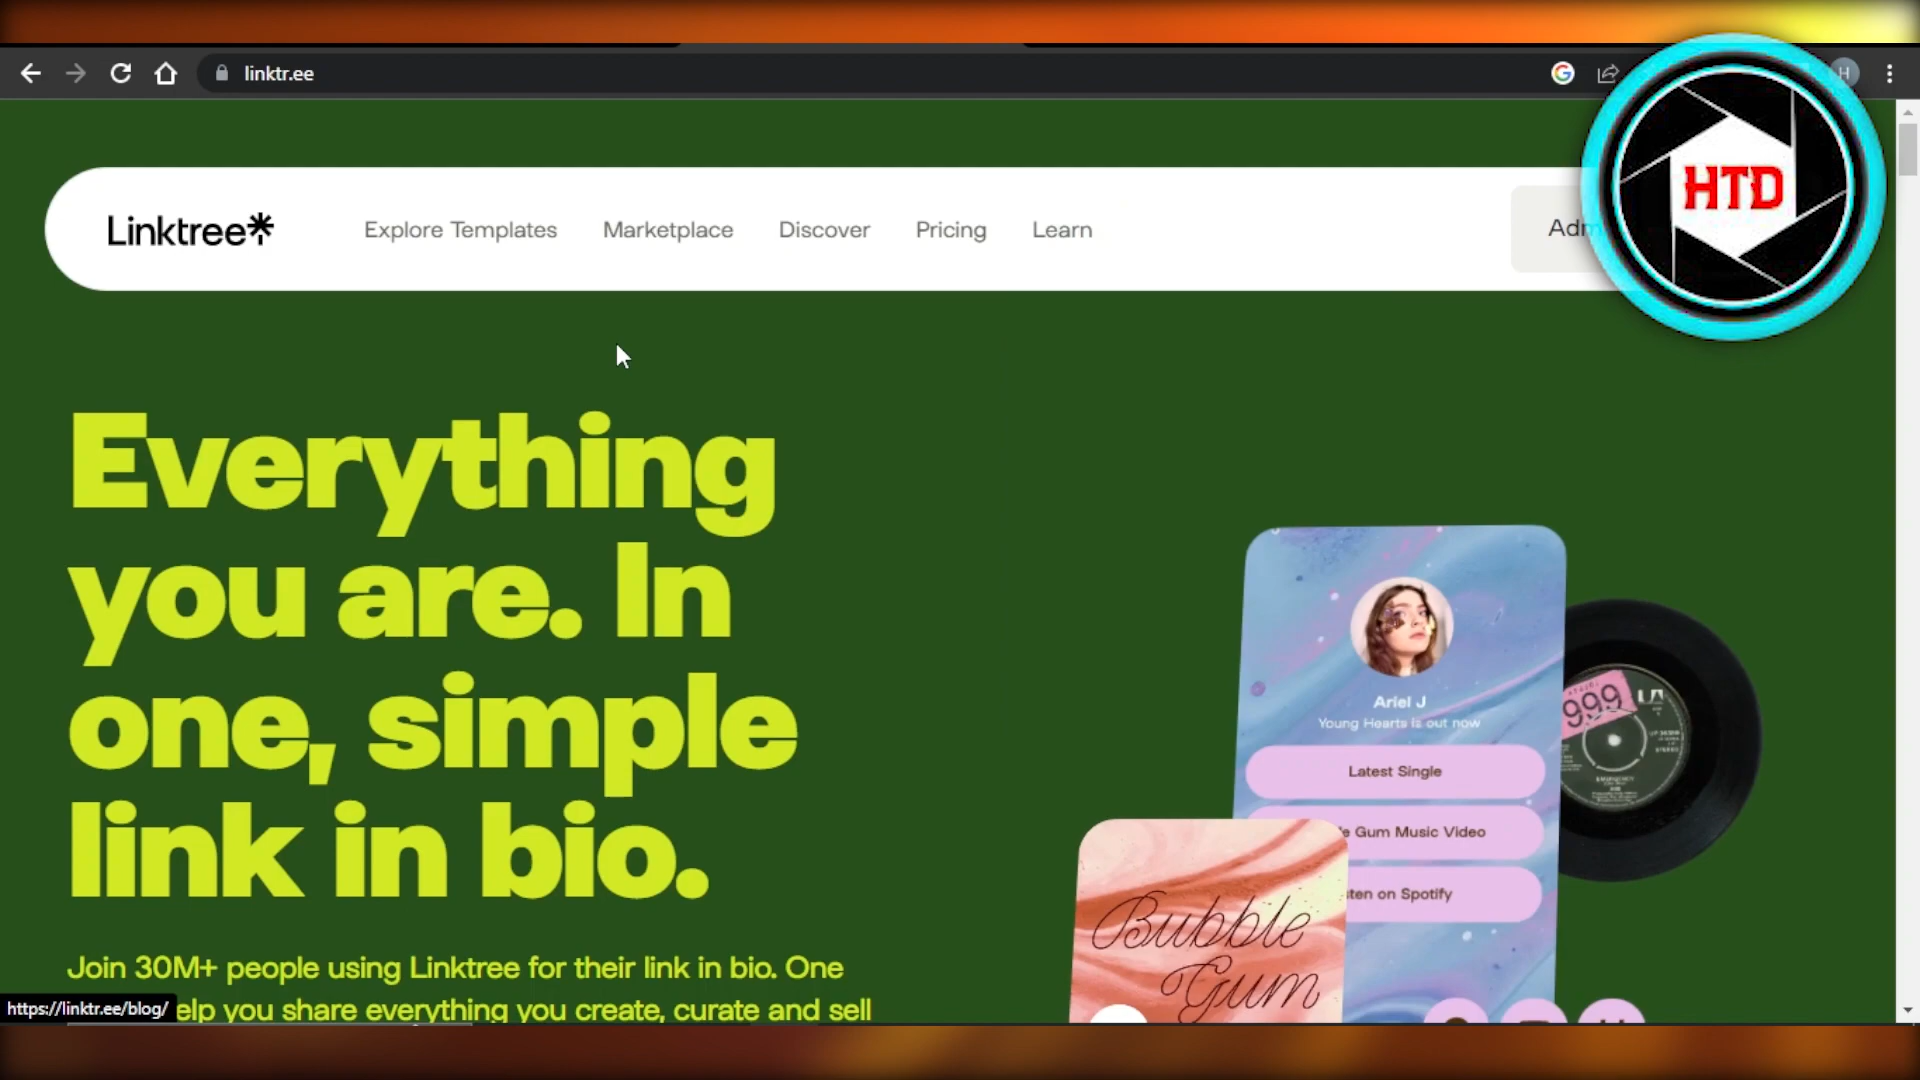 linktr.ee
H
HTD
Linktree*
Explore Templates
Marketplace
Discover
Pricing
Learn
Everything
you are. In
one, simple
link in bio.
Join 30M+ people using Linktree for their link in bio. One
elp you share everything you create, curate and sell
https://linktr.ee/blog/
Ariel J
Young Hearts is out now
Latest Single
Gum Music Video
on Spotify
Bubble
Gum
999